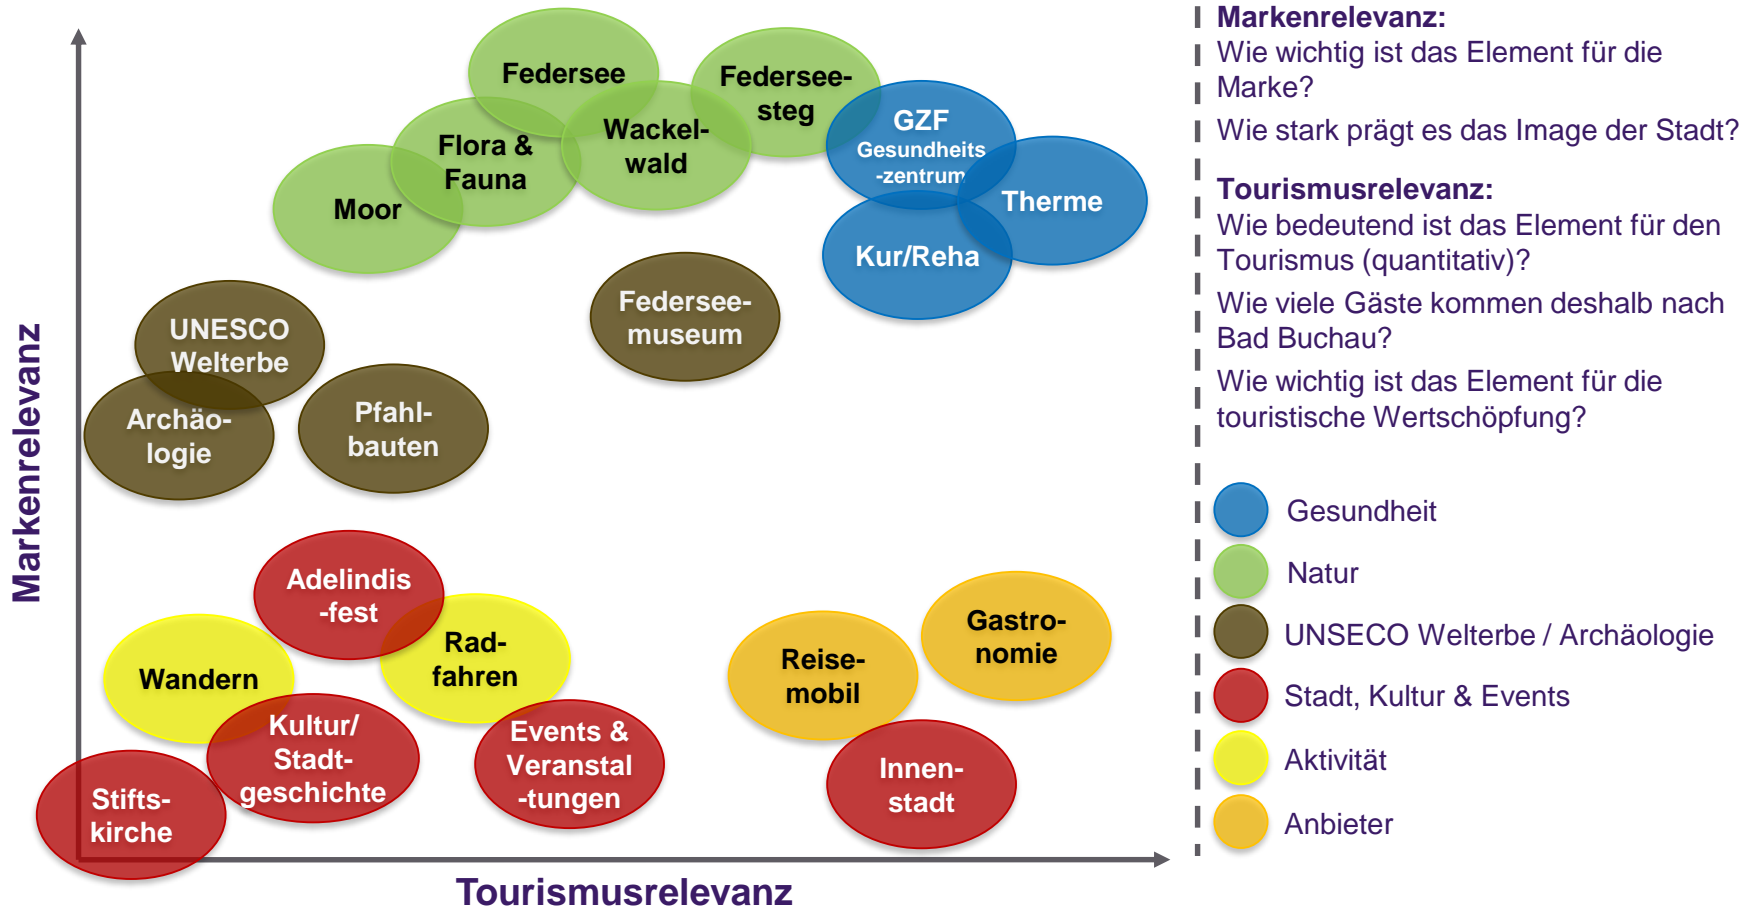 Markenrelevanz
Federsee
Federsee-
steg
Wackel-
wald
Flora &
Fauna
Moor
GZF
Gesundheits
-zentrum
Therme
Kur/Reha
Federsee-
museum
UNESCO
Welterbe
Archäo-
logie
Pfahl-
bauten
Adelindis
-fest
Rad-
fahren
Wandern
Kultur/
Stadt-
geschichte
Stifts-
kirche
Events &
Veranstal
-tungen
Reise-
mobil
Gastro-
nomie
Innen-
stadt
Tourismusrelevanz
Markenrelevanz:
Wie wichtig ist das Element für die
Marke?
Wie stark prägt es das Image der Stadt?
Tourismusrelevanz:
Wie bedeutend ist das Element für den
Tourismus (quantitativ)?
Wie viele Gäste kommen deshalb nach
Bad Buchau?
Wie wichtig ist das Element für die
touristische Wertschöpfung?
Gesundheit
Natur
UNSECO Welterbe / Archäologie
Stadt, Kultur & Events
Aktivität
Anbieter